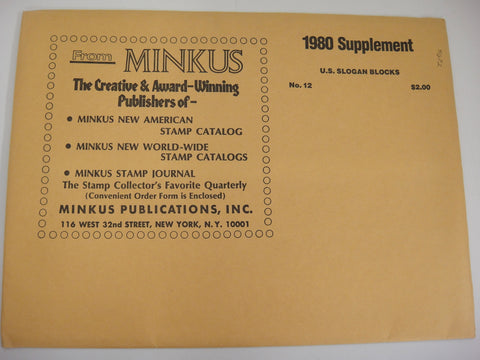 From MINKUS
The Creative & Award-Winning
Publishers of-
• MINKUS NEW AMERICAN
STAMP CATALOG
• MINKUS NEW WORLD-WIDE
STAMP CATALOGS
• MINKUS STAMP JOURNAL
The Stamp Collector's Favorite Quarterly
(Convenient Order Form is Enclosed)
MINKUS PUBLICATIONS, INC.
116 WEST 32nd STREET, NEW YORK, N.Y. 10001
1980 Supplement
U.S. SLOGAN BLOCKS
No. 12 $2.00